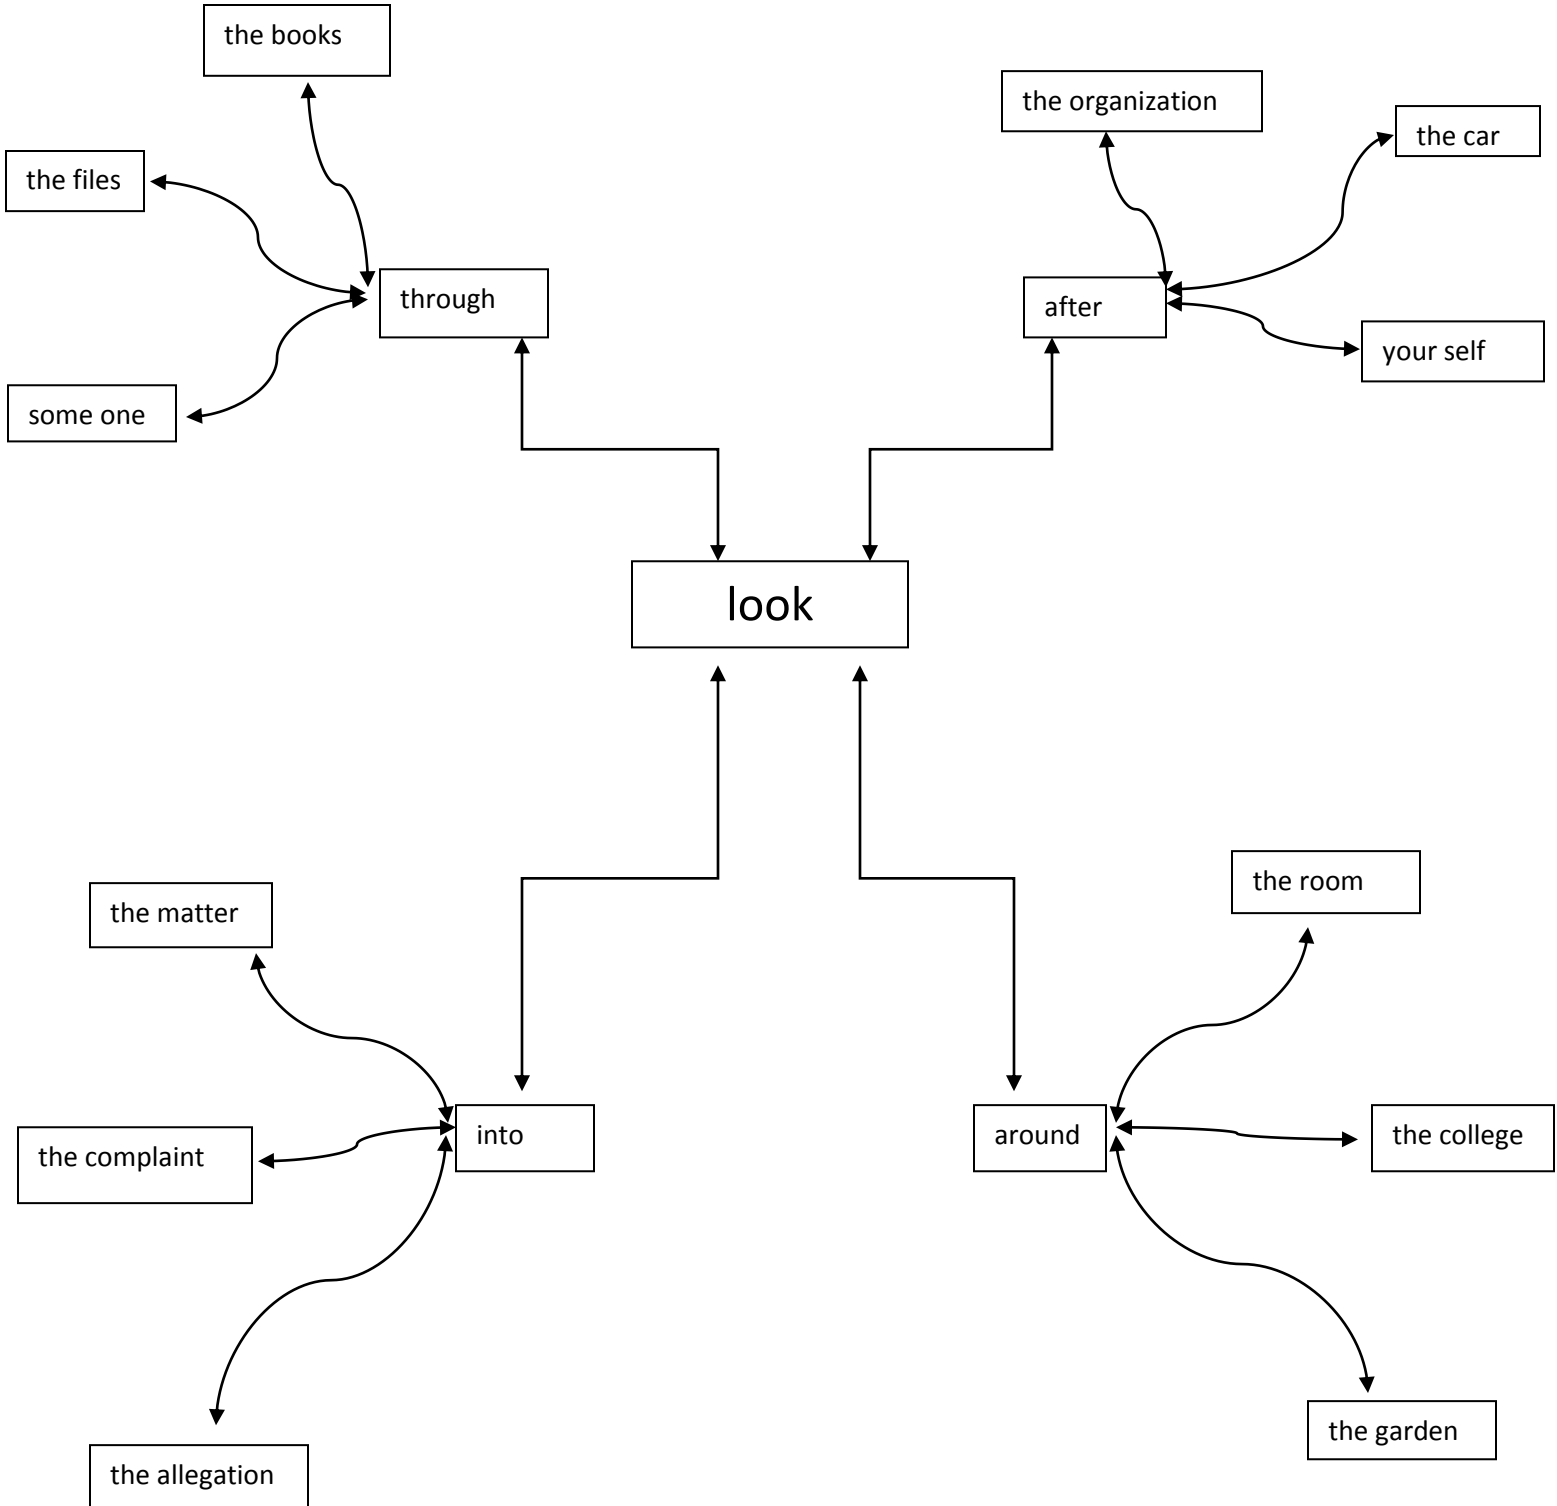 the books
the organization
the car
the files
through
after
your self
some one
look
the room
the matter
into
around
the college
the complaint
the garden
the allegation